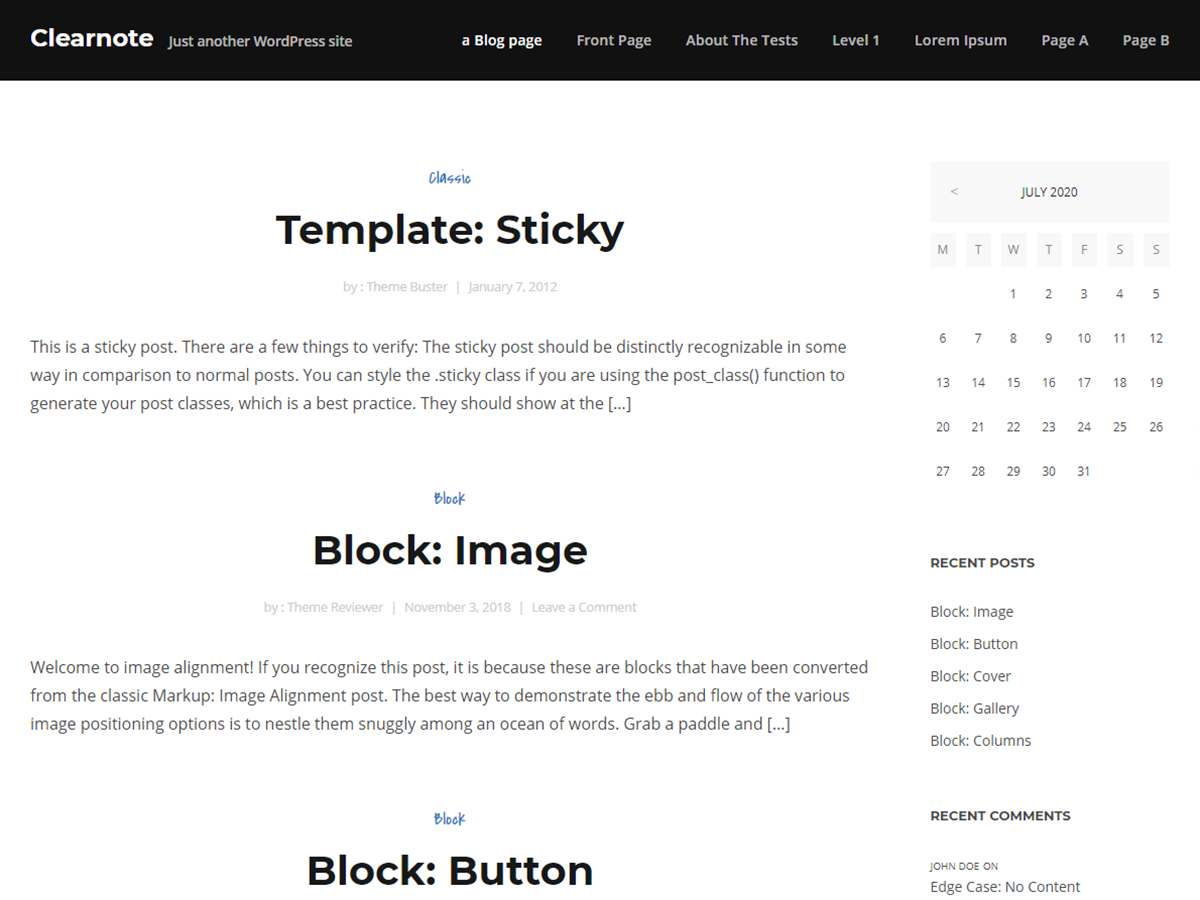 Clearnote Just another WordPress site a Blog page Front Page About The Tests Level 1 Lorem Ipsum Page A Page B
Classic
Template: Sticky
by : Theme Buster | January 7, 2012
This is a sticky post. There are a few things to verify: The sticky post should be distinctly recognizable in some
way in comparison to normal posts. You can style the .sticky class if you are using the post_class() function to
generate your post classes, which is a best practice. They should show at the […]
Block
Block: Image
by : Theme Reviewer | November 3, 2018 | Leave a Comment
Welcome to image alignment! If you recognize this post, it is because these are blocks that have been converted
from the classic Markup: Image Alignment post. The best way to demonstrate the ebb and flow of the various
image positioning options is to nestle them snuggly among an ocean of words. Grab a paddle and […]
Block
Block: Button
< JULY 2020
M T W T F S S
1 2 3 4 5
6 7 8 9 10 11 12
13 14 15 16 17 18 19
20 21 22 23 24 25 26
27 28 29 30 31
RECENT POSTS
Block: Image
Block: Button
Block: Cover
Block: Gallery
Block: Columns
RECENT COMMENTS
JOHN DOE ON
Edge Case: No Content